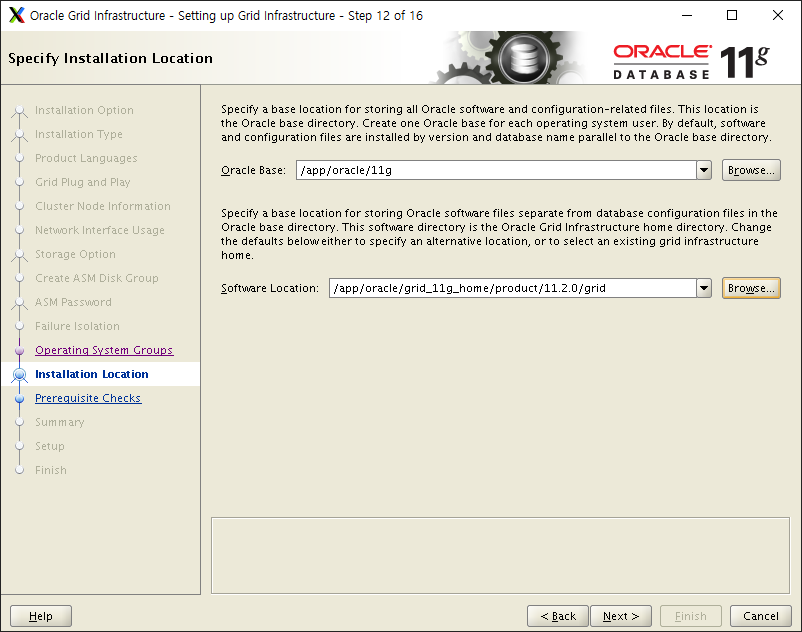 Oracle Grid Infrastructure - Setting up Grid Infrastructure - Step 12 of 16
Specify Installation Location
ORACLE
DATABASE
11g
Installation Option
Installation Type
Product Languages
Grid Plug and Play
Cluster Node Information
Network Interface Usage
Storage Option
Create ASM Disk Group
ASM Password
Failure Isolation
Operating System Groups
Installation Location
Prerequisite Checks
Summary
Setup
Finish
Specify a base location for storing all Oracle software and configuration-related files. This location is
the Oracle base directory. Create one Oracle base for each operating system user. By default, software
and configuration files are installed by version and database name parallel to the Oracle base directory.
Oracle Base: /app/oracle/11g Browse...
Specify a base location for storing Oracle software files separate from database configuration files in the
Oracle base directory. This software directory is the Oracle Grid Infrastructure home directory. Change
the defaults below either to specify an alternative location, or to select an existing grid infrastructure
home.
Software Location: /app/oracle/grid_11g_home/product/11.2.0/grid Browse...
Help < Back Next > Finish Cancel